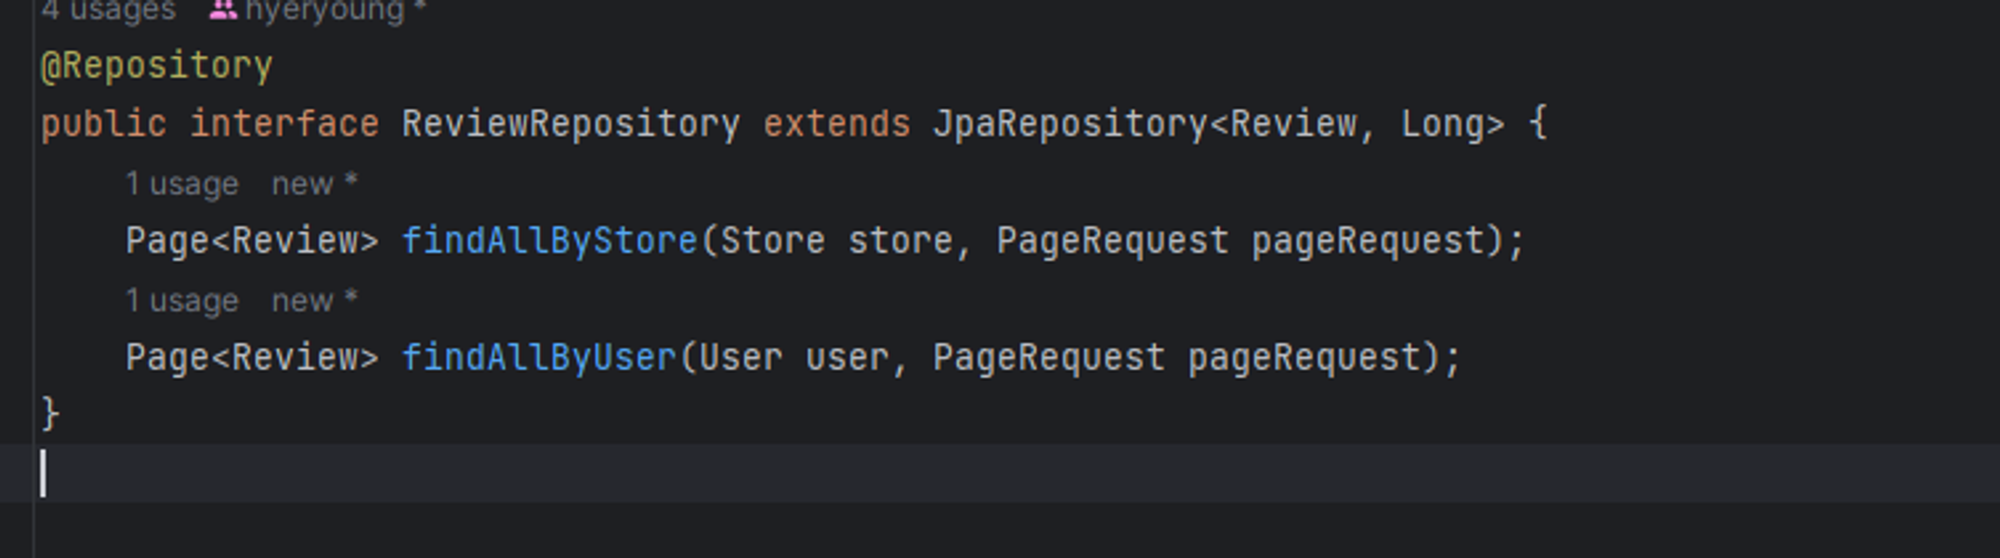 4 usages hyeryoung *
@Repository
public interface ReviewRepository extends JpaRepository<Review, Long> {
1 usage new *
Page<Review> findAllByStore(Store store, PageRequest pageRequest);
1 usage new *
Page<Review> findAllByUser(User user, PageRequest pageRequest);
}